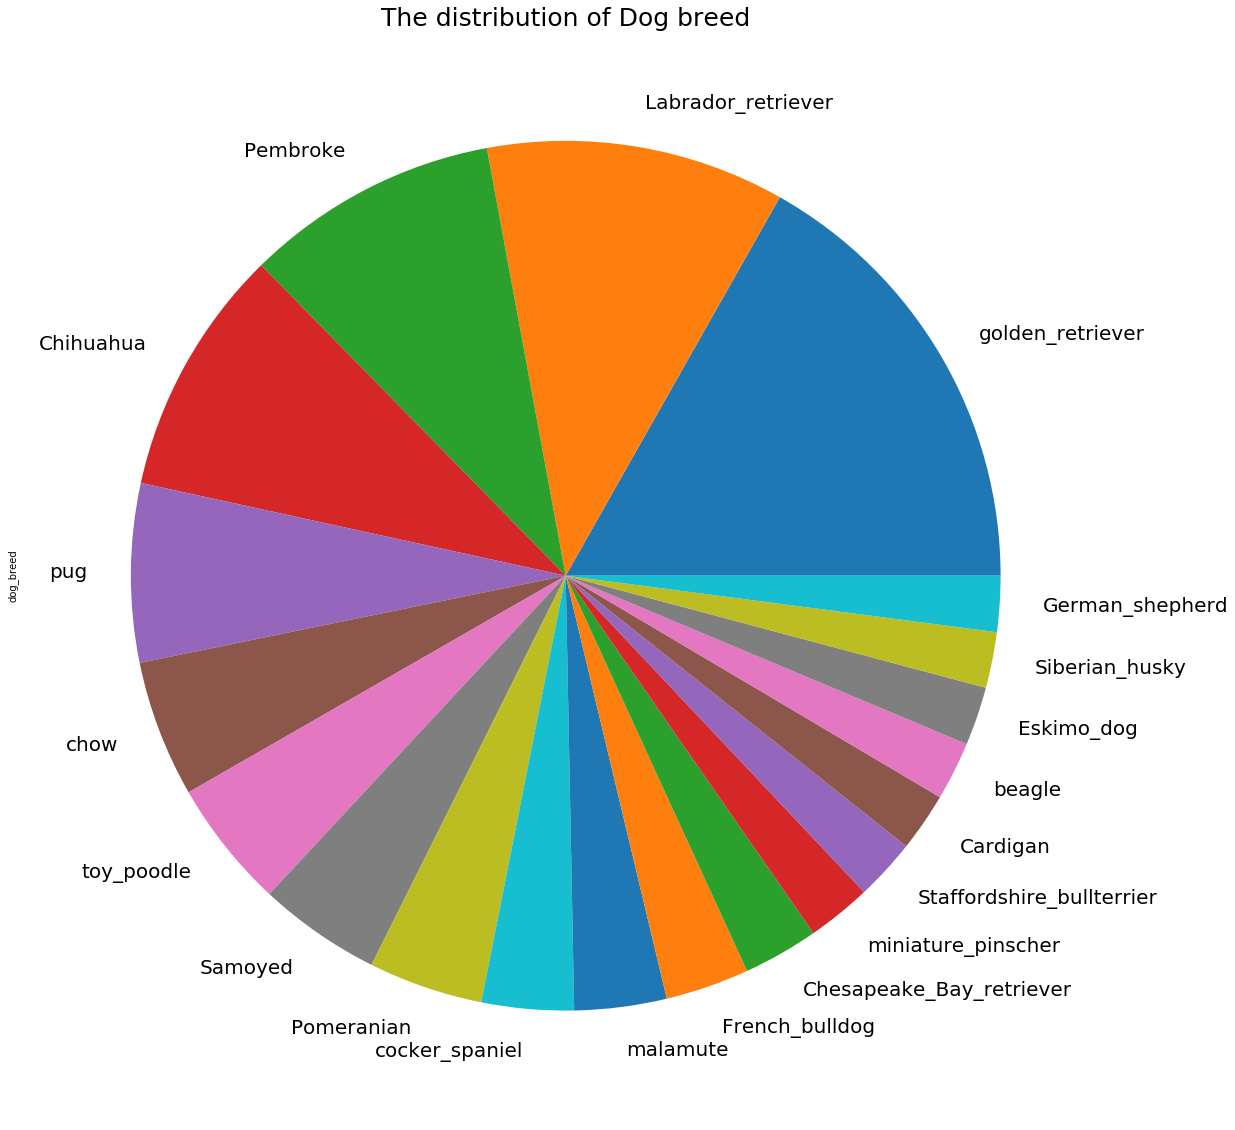 The distribution of Dog breed
Labrador_retriever
Pembroke
golden_retriever
Chihuahua
pug
dog_breed
German_shepherd
Siberian_husky
Eskimo_dog
chow
beagle
Cardigan
toy_poodle
Staffordshire_bullterrier
miniature_pinscher
Samoyed
Chesapeake_Bay_retriever
French_bulldog
Pomeranian
malamute
cocker_spaniel